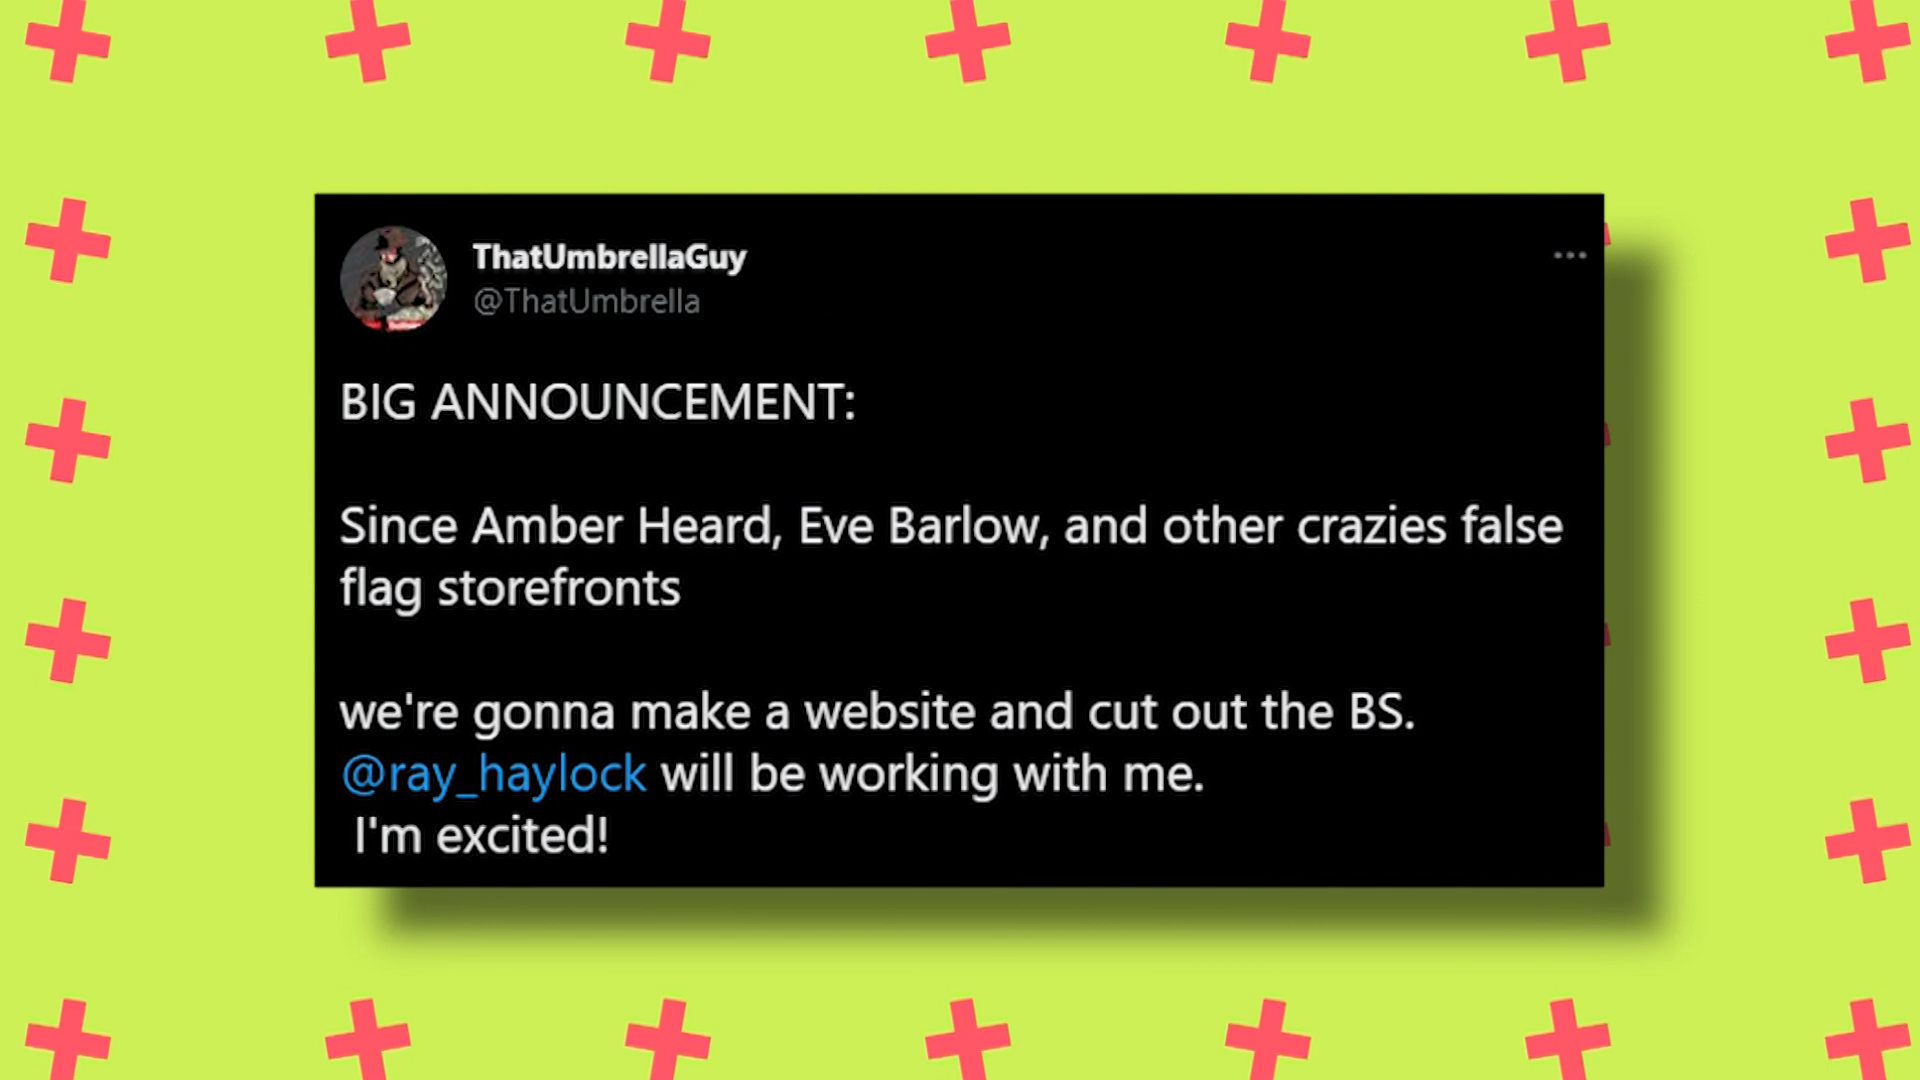 ThatUmbrellaGuy
@ThatUmbrella
BIG ANNOUNCEMENT:
Since Amber Heard, Eve Barlow, and other crazies false
flag storefronts
we're gonna make a website and cut out the BS.
@ray_haylock will be working with me.
I'm excited!